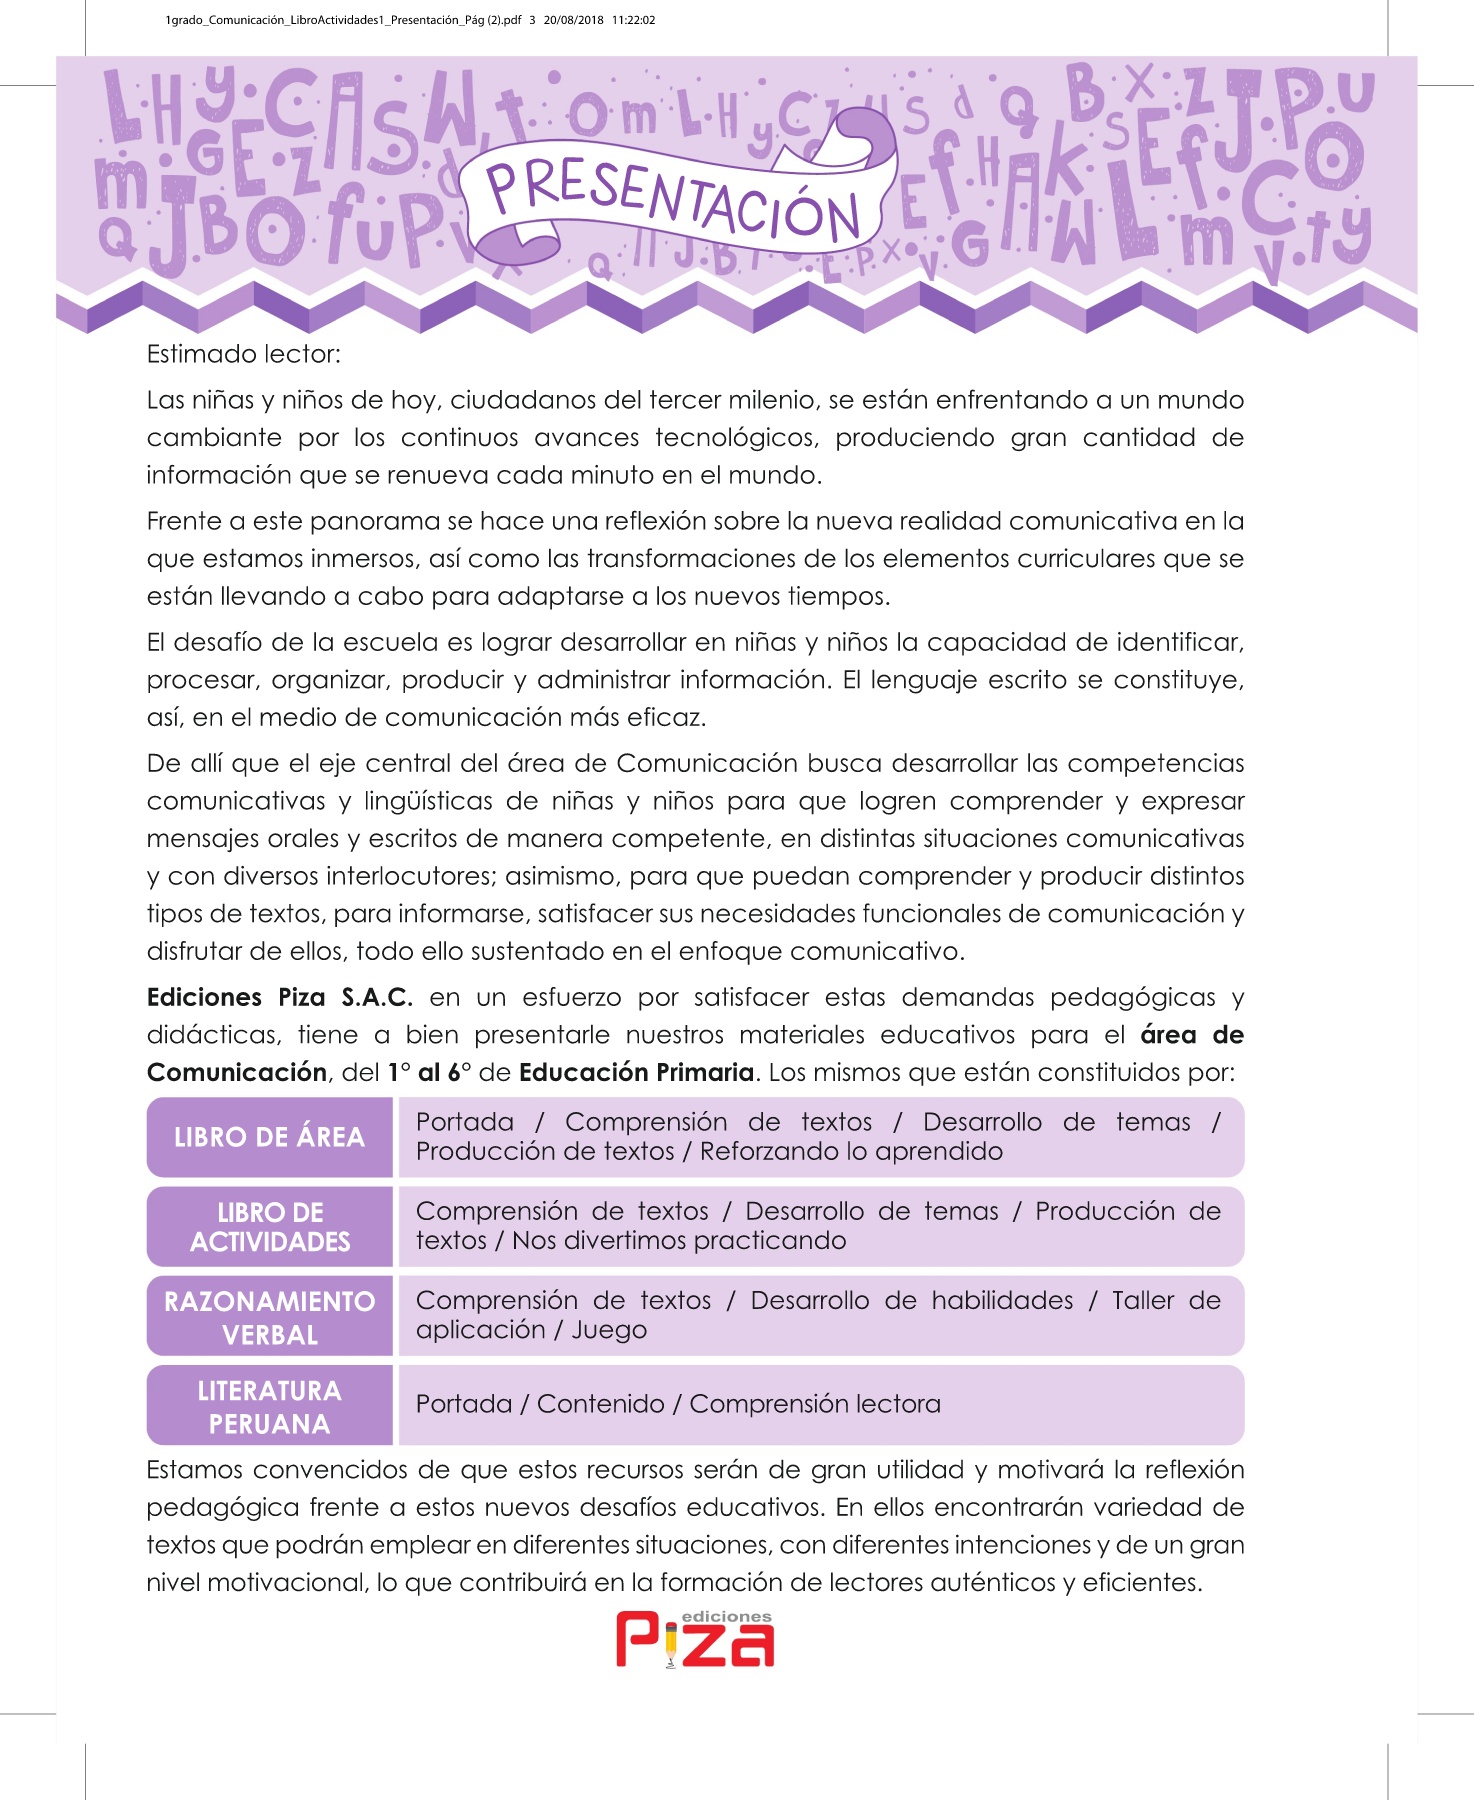 1grado_Comunicación_LibroActividades1_Presentación_Pág (2).pdf 3 20/08/2018 11:22:02
PRESENTACIÓN
Estimado lector:
Las niñas y niños de hoy, ciudadanos del tercer milenio, se están enfrentando a un mundo
cambiante por los continuos avances tecnológicos, produciendo gran cantidad de
información que se renueva cada minuto en el mundo.
Frente a este panorama se hace una reflexión sobre la nueva realidad comunicativa en la
que estamos inmersos, así como las transformaciones de los elementos curriculares que se
están llevando a cabo para adaptarse a los nuevos tiempos.
El desafío de la escuela es lograr desarrollar en niñas y niños la capacidad de identificar,
procesar, organizar, producir y administrar información. El lenguaje escrito se constituye,
así, en el medio de comunicación más eficaz.
De allí que el eje central del área de Comunicación busca desarrollar las competencias
comunicativas y lingüísticas de niñas y niños para que logren comprender y expresar
mensajes orales y escritos de manera competente, en distintas situaciones comunicativas
y con diversos interlocutores; asimismo, para que puedan comprender y producir distintos
tipos de textos, para informarse, satisfacer sus necesidades funcionales de comunicación y
disfrutar de ellos, todo ello sustentado en el enfoque comunicativo.
Ediciones Piza S.A.C. en un esfuerzo por satisfacer estas demandas pedagógicas y
didácticas, tiene a bien presentarle nuestros materiales educativos para el área de
Comunicación, del 1° al 6° de Educación Primaria. Los mismos que están constituidos por:
LIBRO DE ÁREA
Portada / Comprensión de textos / Desarrollo de temas /
Producción de textos / Reforzando lo aprendido
LIBRO DE
ACTIVIDADES
Comprensión de textos / Desarrollo de temas / Producción de
textos / Nos divertimos practicando
RAZONAMIENTO
VERBAL
Comprensión de textos / Desarrollo de habilidades / Taller de
aplicación / Juego
LITERATURA
PERUANA
Portada / Contenido / Comprensión lectora
Estamos convencidos de que estos recursos serán de gran utilidad y motivará la reflexión
pedagógica frente a estos nuevos desafíos educativos. En ellos encontrarán variedad de
textos que podrán emplear en diferentes situaciones, con diferentes intenciones y de un gran
nivel motivacional, lo que contribuirá en la formación de lectores auténticos y eficientes.
ediciones
Piza